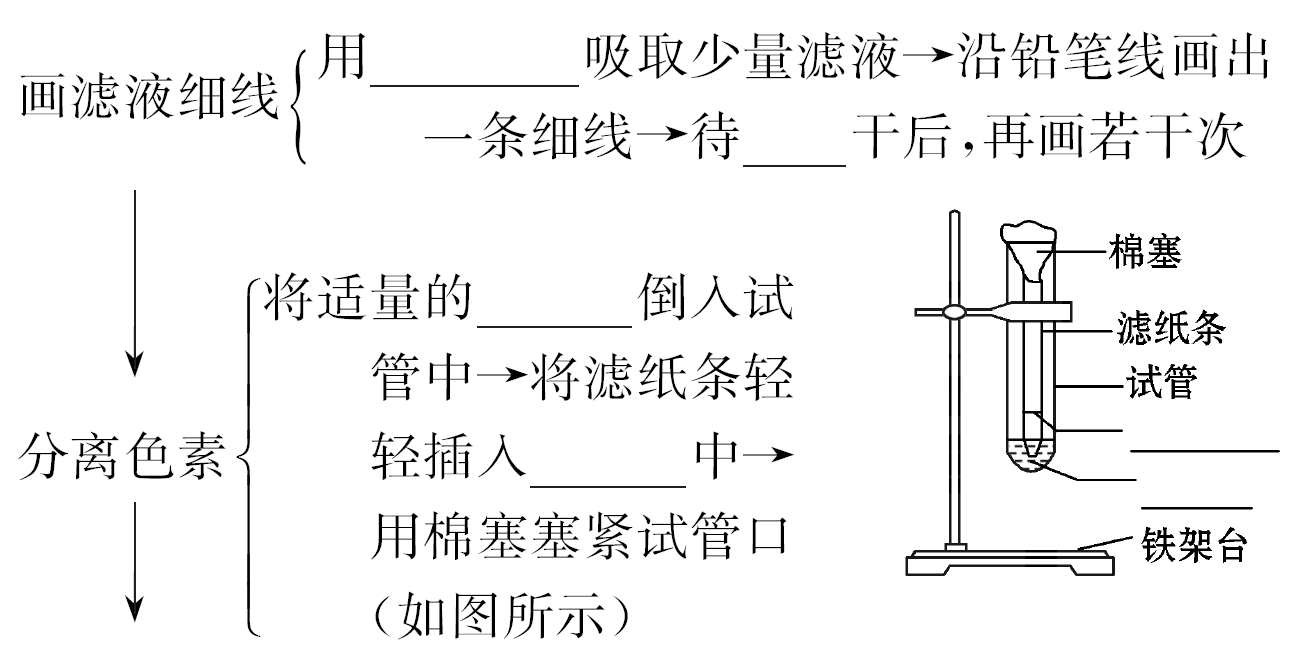 画滤液细线
用________吸取少量滤液→沿铅笔线画出
一条细线→待____干后,再画若干次
分离色素
将适量的______倒入试
管中→将滤纸条轻
轻插入______中→
用棉塞塞紧试管口
(如图所示)
棉塞
滤纸条
试管
铁架台